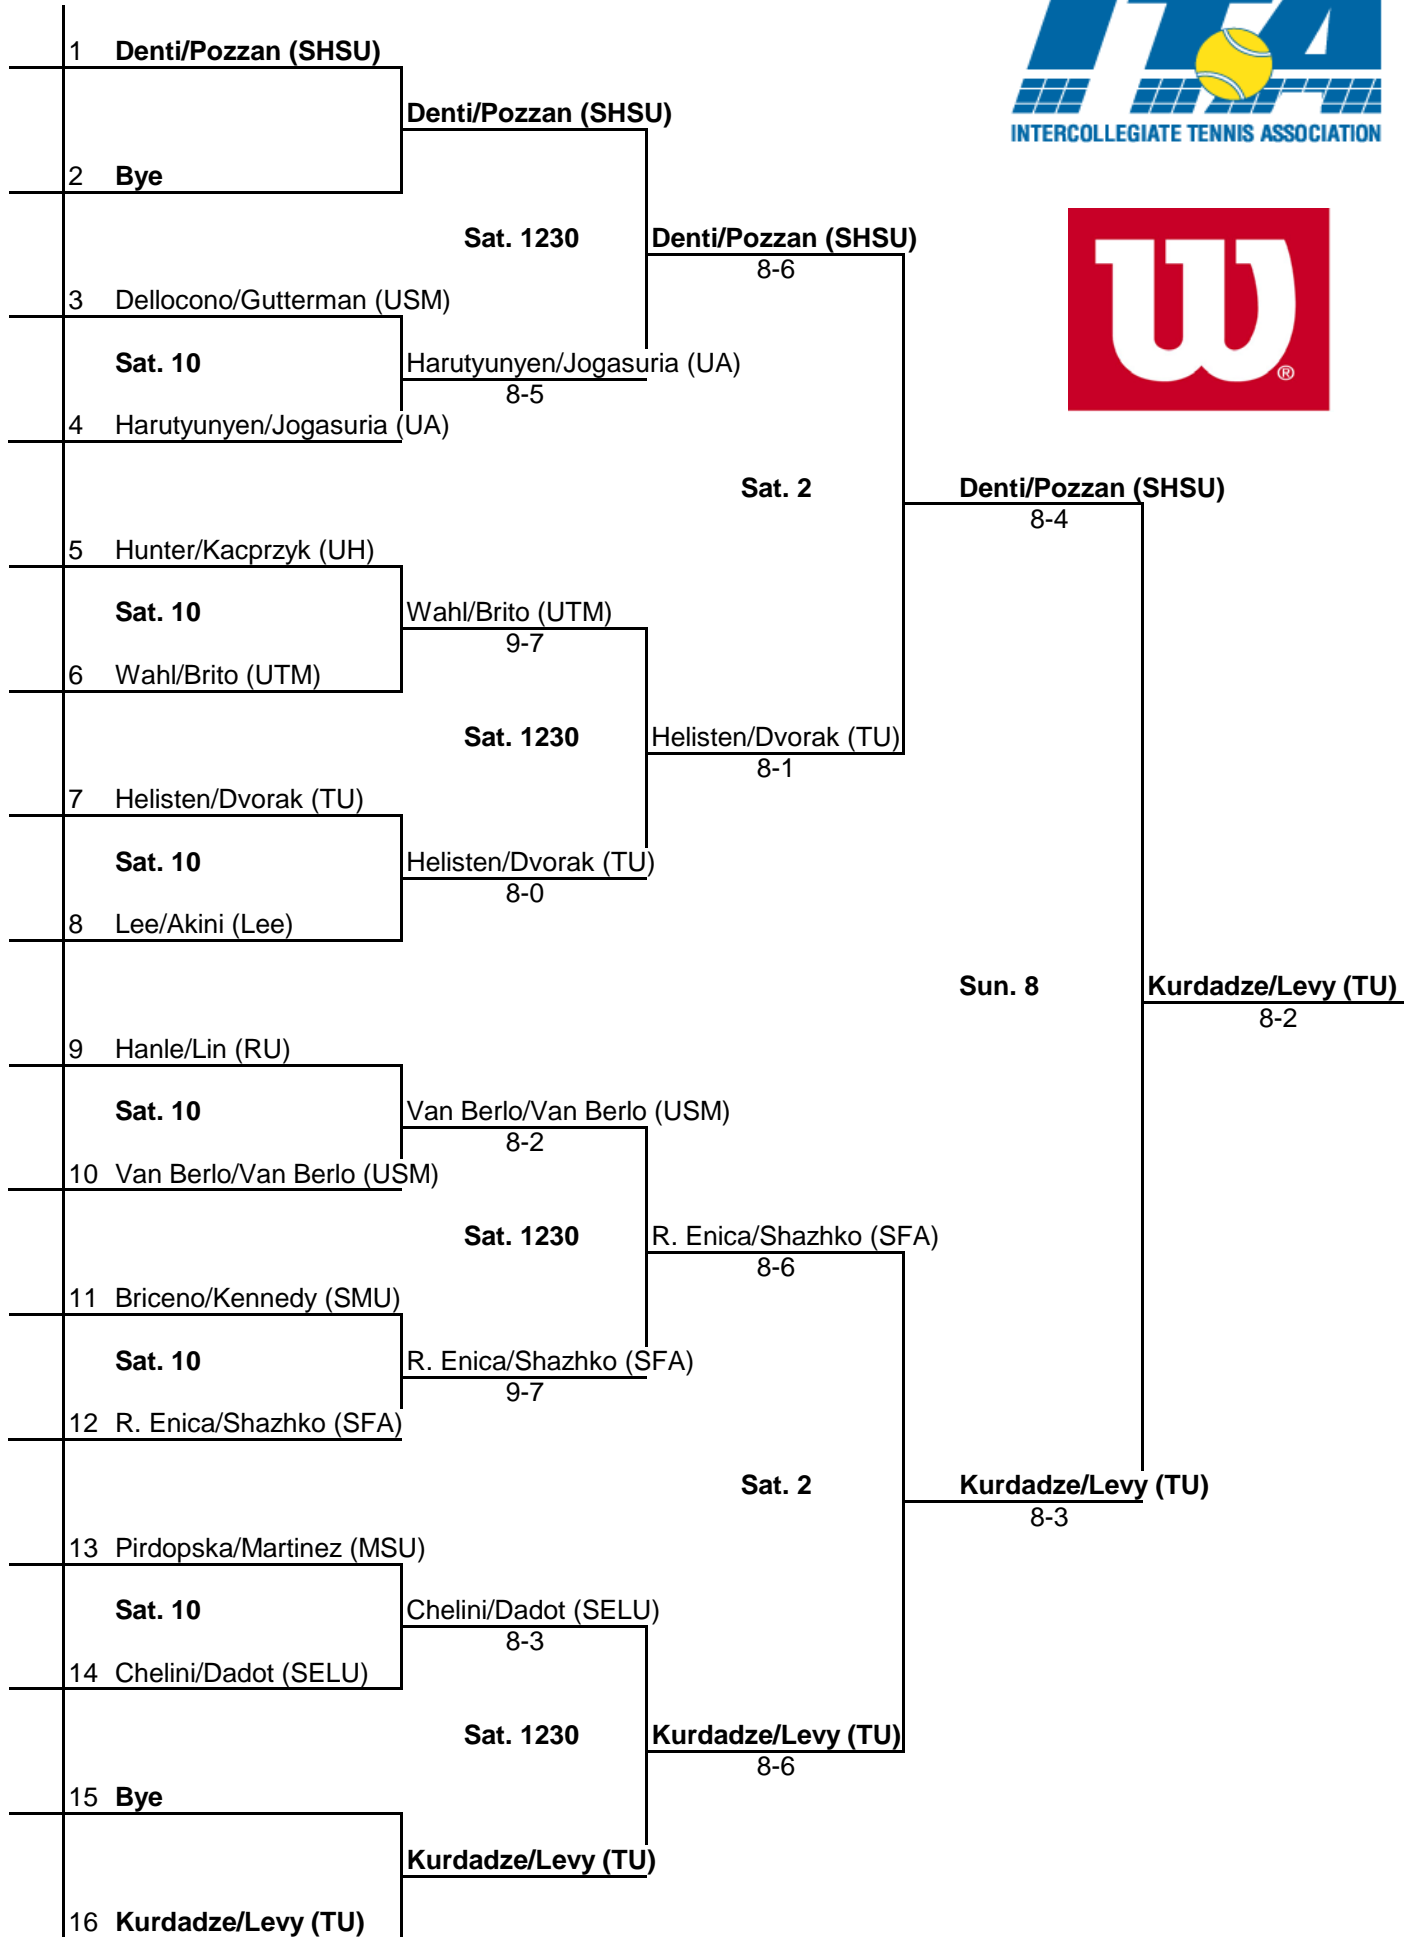 ITA
INTERCOLLEGIATE TENNIS ASSOCIATION
W
®
1 Denti/Pozzan (SHSU)
Denti/Pozzan (SHSU)
2 Bye
Sat. 1230 Denti/Pozzan (SHSU)
8-6
3 Dellocono/Gutterman (USM)
Sat. 10 Harutyunyen/Jogasuria (UA)
8-5
4 Harutyunyen/Jogasuria (UA)
Sat. 2 Denti/Pozzan (SHSU)
8-4
5 Hunter/Kacprzyk (UH)
Sat. 10 Wahl/Brito (UTM)
9-7
6 Wahl/Brito (UTM)
Sat. 1230 Helisten/Dvorak (TU)
8-1
7 Helisten/Dvorak (TU)
Sat. 10 Helisten/Dvorak (TU)
8-0
8 Lee/Akini (Lee)
Sun. 8 Kurdadze/Levy (TU)
8-2
9 Hanle/Lin (RU)
Sat. 10 Van Berlo/Van Berlo (USM)
8-2
10 Van Berlo/Van Berlo (USM)
Sat. 1230 R. Enica/Shazhko (SFA)
8-6
11 Briceno/Kennedy (SMU)
Sat. 10 R. Enica/Shazhko (SFA)
9-7
12 R. Enica/Shazhko (SFA)
Sat. 2 Kurdadze/Levy (TU)
8-3
13 Pirdopska/Martinez (MSU)
Sat. 10 Chelini/Dadot (SELU)
8-3
14 Chelini/Dadot (SELU)
Sat. 1230 Kurdadze/Levy (TU)
8-6
15 Bye
Kurdadze/Levy (TU)
16 Kurdadze/Levy (TU)